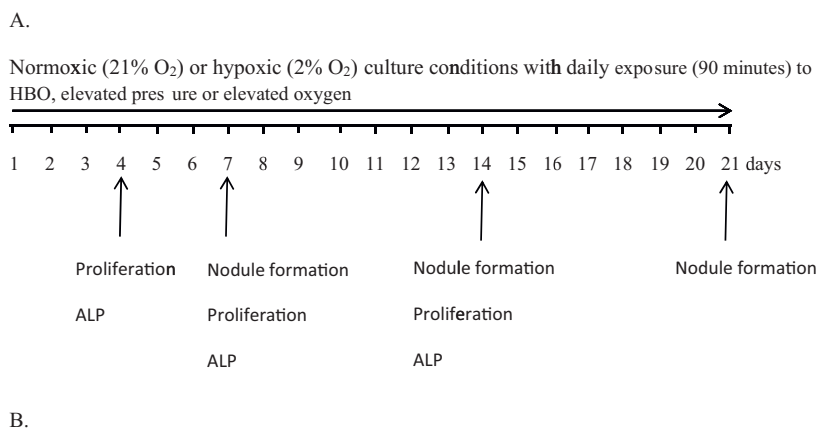 A.
Normoxic (21% O₂) or hypoxic (2% O₂) culture conditions with daily exposure (90 minutes) to
HBO, elevated pres ure or elevated oxygen
1 2 3 4 5 6 7 8 9 10 11 12 13 14 15 16 17 18 19 20 21 days
Proliferation Nodule formation Nodule formation Nodule formation
ALP Proliferation Proliferation
ALP ALP
B.